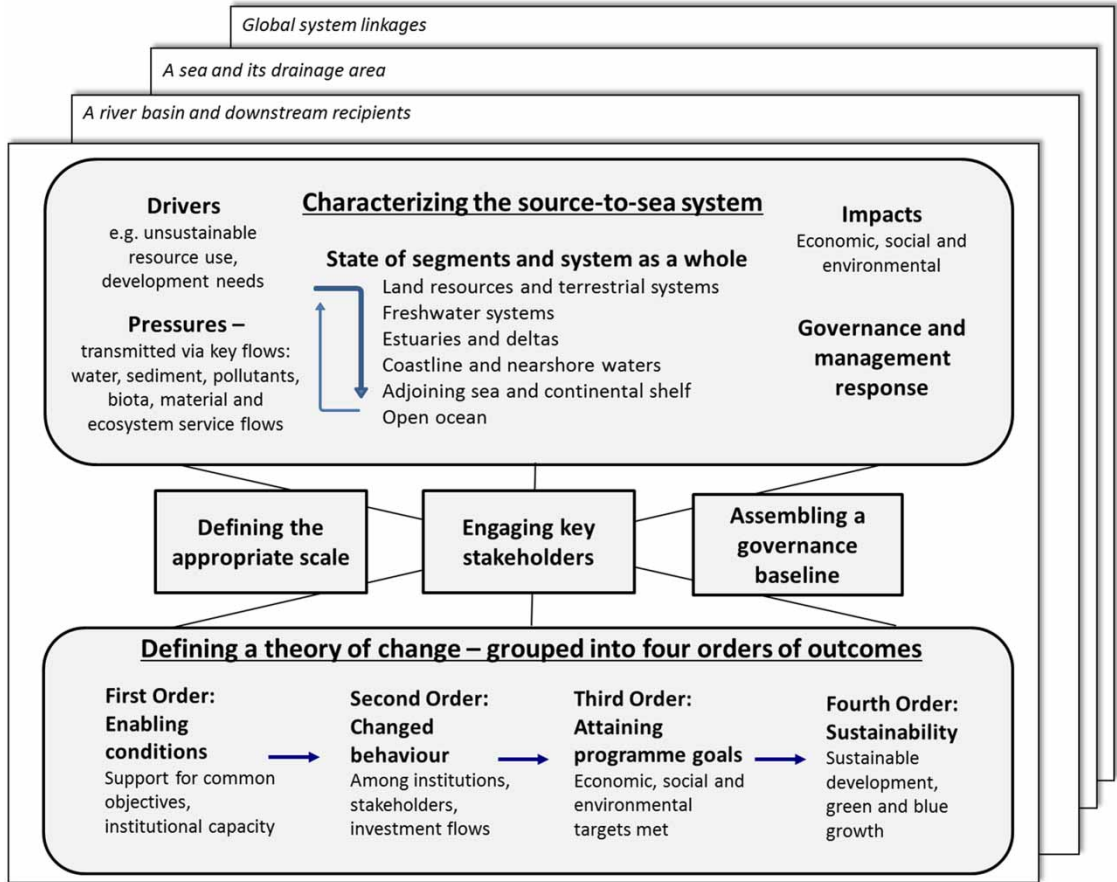 Global system linkages
A sea and its drainage area
A river basin and downstream recipients
Characterizing the source-to-sea system
Drivers
e.g. unsustainable
resource use,
development needs
Pressures –
transmitted via key flows:
water, sediment, pollutants,
biota, material and
ecosystem service flows
State of segments and system as a whole
Land resources and terrestrial systems
Freshwater systems
Estuaries and deltas
Coastline and nearshore waters
Adjoining sea and continental shelf
Open ocean
Impacts
Economic, social and
environmental
Governance and
management
response
Defining the
appropriate scale
Engaging key
stakeholders
Assembling a
governance
baseline
Defining a theory of change – grouped into four orders of outcomes
First Order:
Enabling
conditions
Support for common
objectives,
institutional capacity
Second Order:
Changed
behaviour
Among institutions,
stakeholders,
investment flows
Third Order:
Attaining
programme goals
Economic, social and
environmental
targets met
Fourth Order:
Sustainability
Sustainable
development,
green and blue
growth